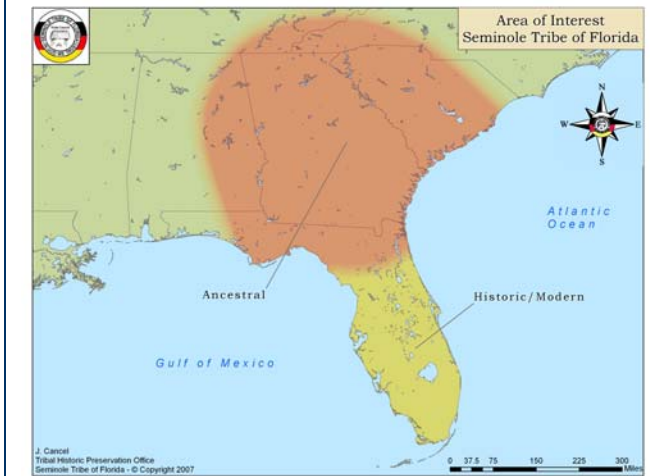 Area of Interest
Seminole Tribe of Florida
N
W
E
S
Atlantic
Ocean
Ancestral
Historic/Modern
Gulf of Mexico
J. Cancel
Tribal Historic Preservation Office
Seminole Tribe of Florida - © Copyright 2007
0 37.5 75 150 225 300
Miles